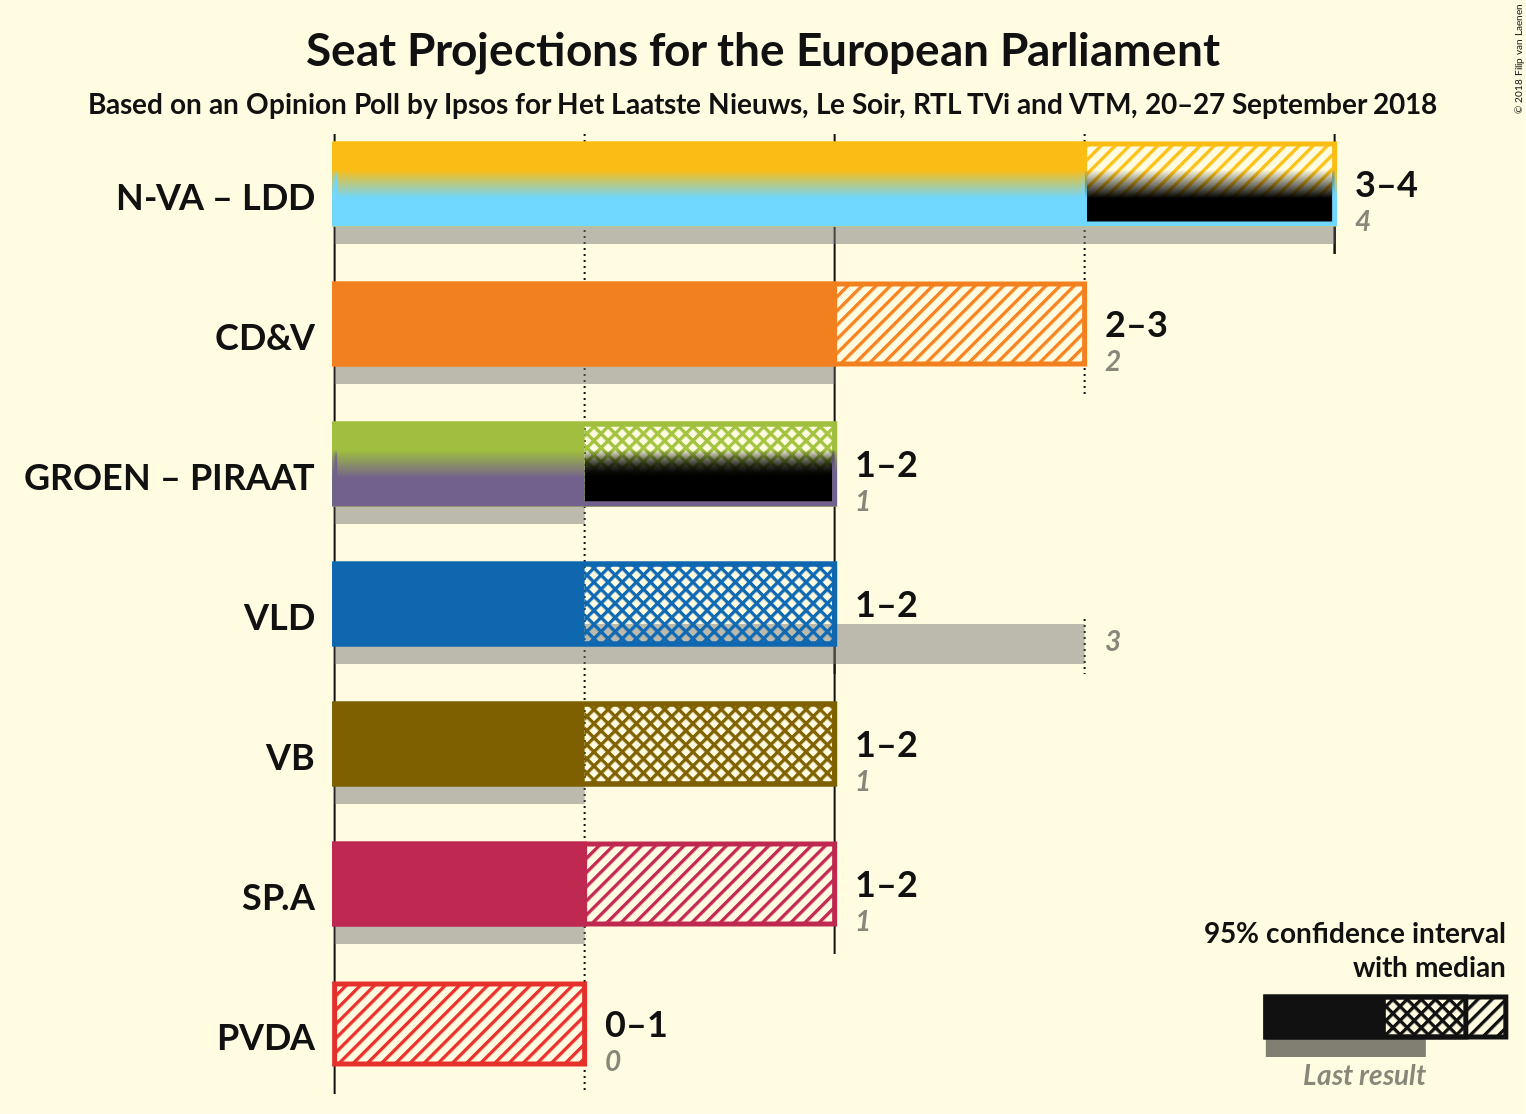 Seat Projections for the European Parliament
Based on an Opinion Poll by Ipsos for Het Laatste Nieuws, Le Soir, RTL TVi and VTM, 20–27 September 2018
© 2018 Filip van Laenen
N-VA – LDD
3–4
4
CD&V
2–3
2
GROEN – PIRAAT
1–2
1
VLD
1–2
3
VB
1–2
1
SP.A
1–2
1
PVDA
0–1
0
95% confidence interval
with median
Last result